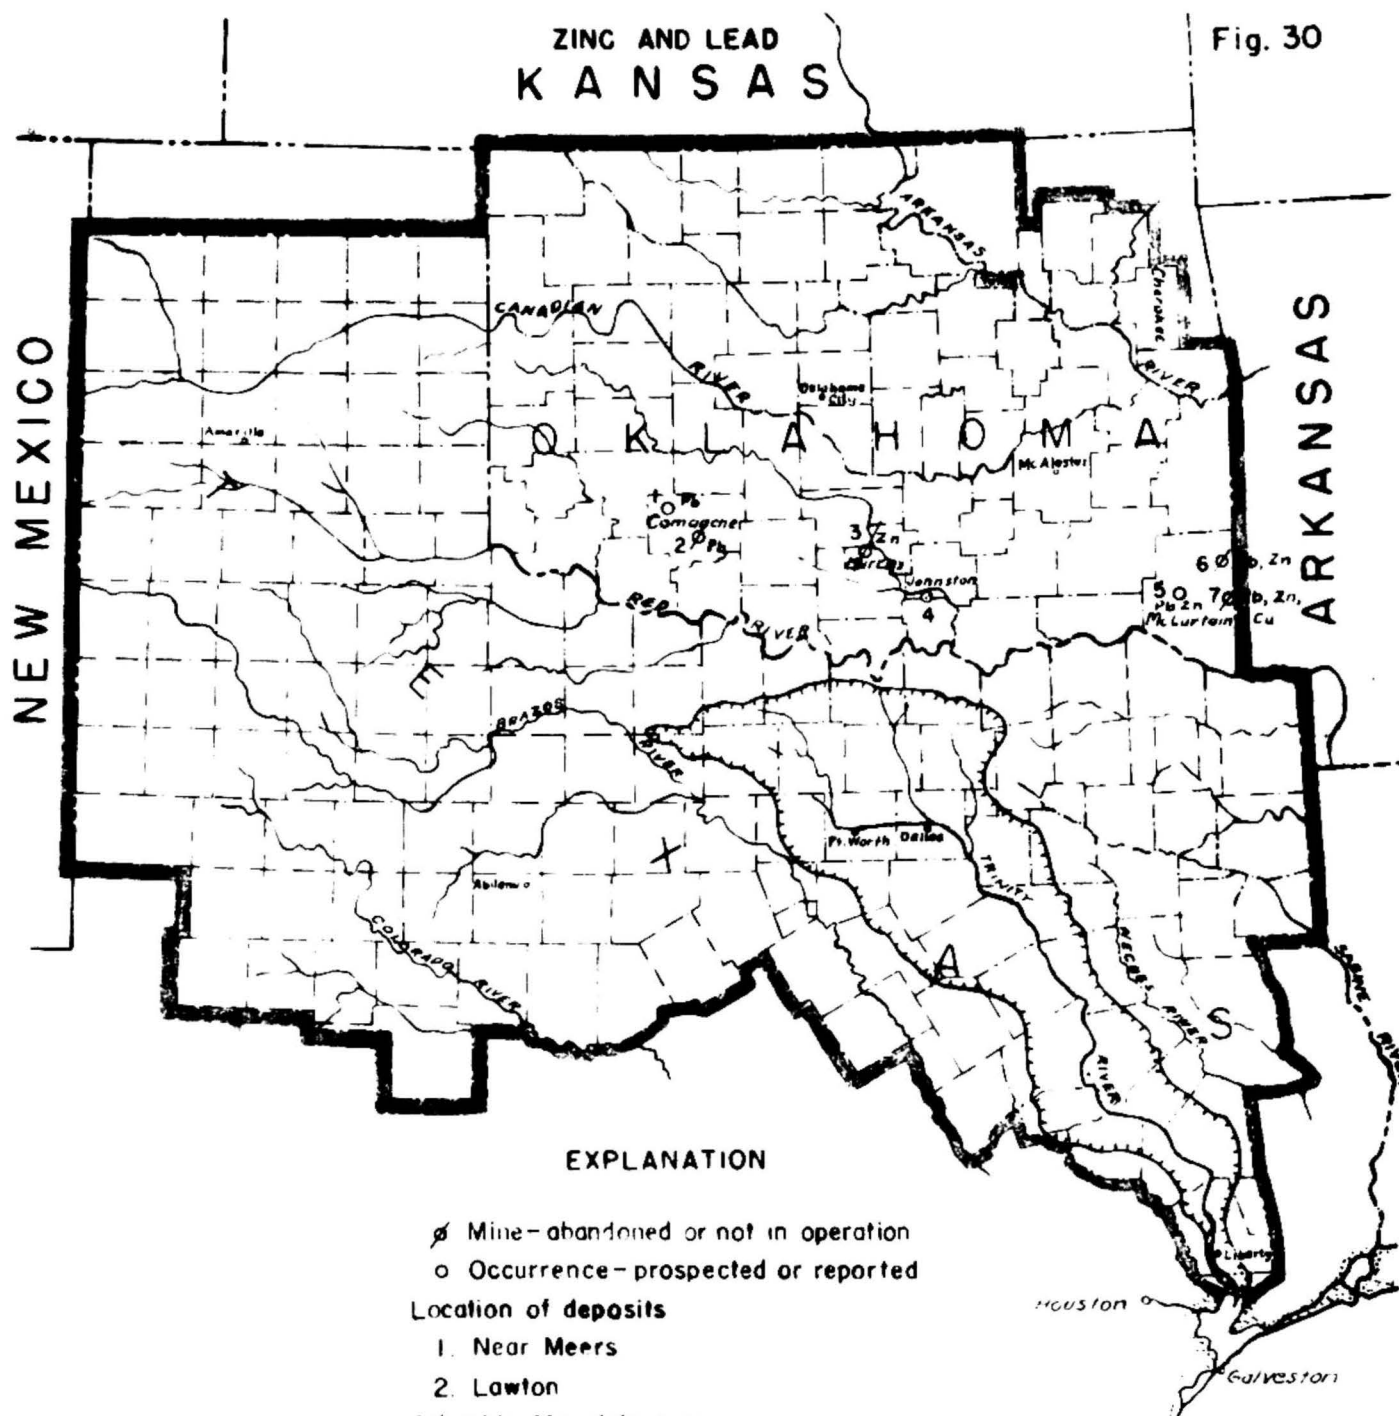 ZINC AND LEAD
Fig. 30
KANSAS
NEW MEXICO
ARKANSAS
OKLAHOMA
TEXAS
ARKANSAS
RIVER
Cherokee
CANADIAN
RIVER
Oklahoma
City
Amarillo
McAlester
Pb
Comanche
2 Pb
3 Zn
Johnston
4
6 Pb, Zn
5 7 Pb, Zn,
Pb Zn
McCurtain Cu
RED
RIVER
BRAZOS
RIVER
Ft. Worth Dallas
Abilene
TRINITY
RIVER
COLORADO RIVER
NECHES RIVER
SABINE RIVER
Liberty
Houston
Galveston
EXPLANATION
Mine-abandoned or not in operation
Occurrence-prospected or reported
Location of deposits
1. Near Meers
2. Lawton